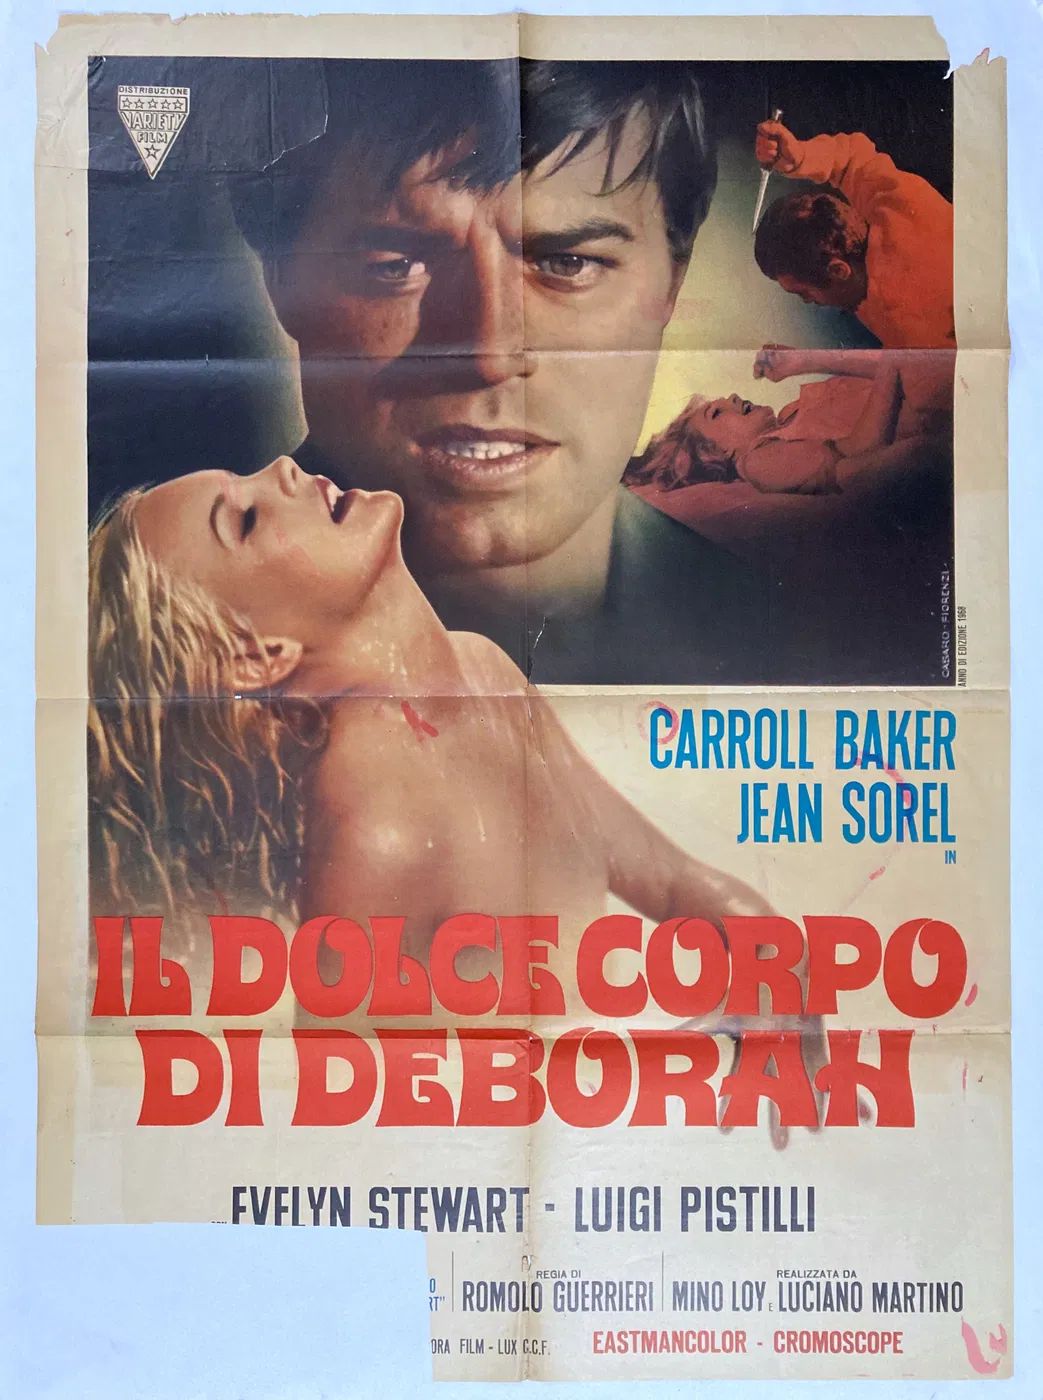 DISTRIBUZIONE
VARIETY
FILM
CASARO-FIORENZI
ANNO DI EDIZIONE 1968
CARROLL BAKER
JEAN SOREL
IN
IL DOLCE CORPO
DI DEBORAH
EVELYN STEWART - LUIGI PISTILLI
REGIA DI
ROMOLO GUERRIERI
REALIZZATA DA
MINO LOY E LUCIANO MARTINO
ORA FILM - LUX C.C.F.
EASTMANCOLOR - CROMOSCOPE